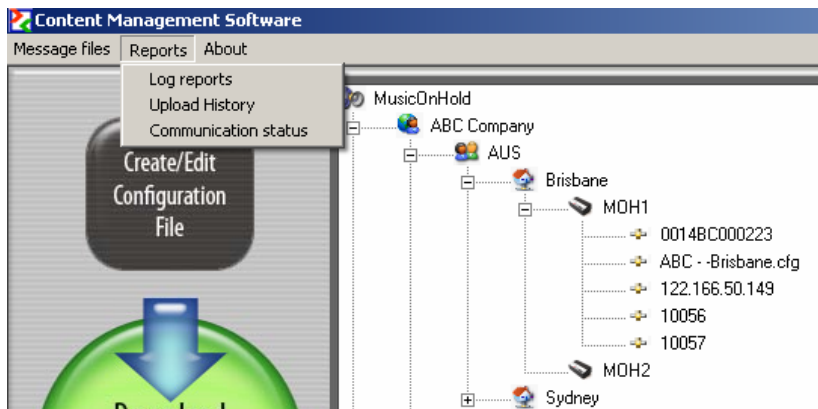 Content Management Software
Message files Reports About
Log reports
Upload History
Communication status
Create/Edit
Configuration
File
MusicOnHold
ABC Company
AUS
Brisbane
MOH1
0014BC000223
ABC - -Brisbane.cfg
122.166.50.149
10056
10057
MOH2
Sydney